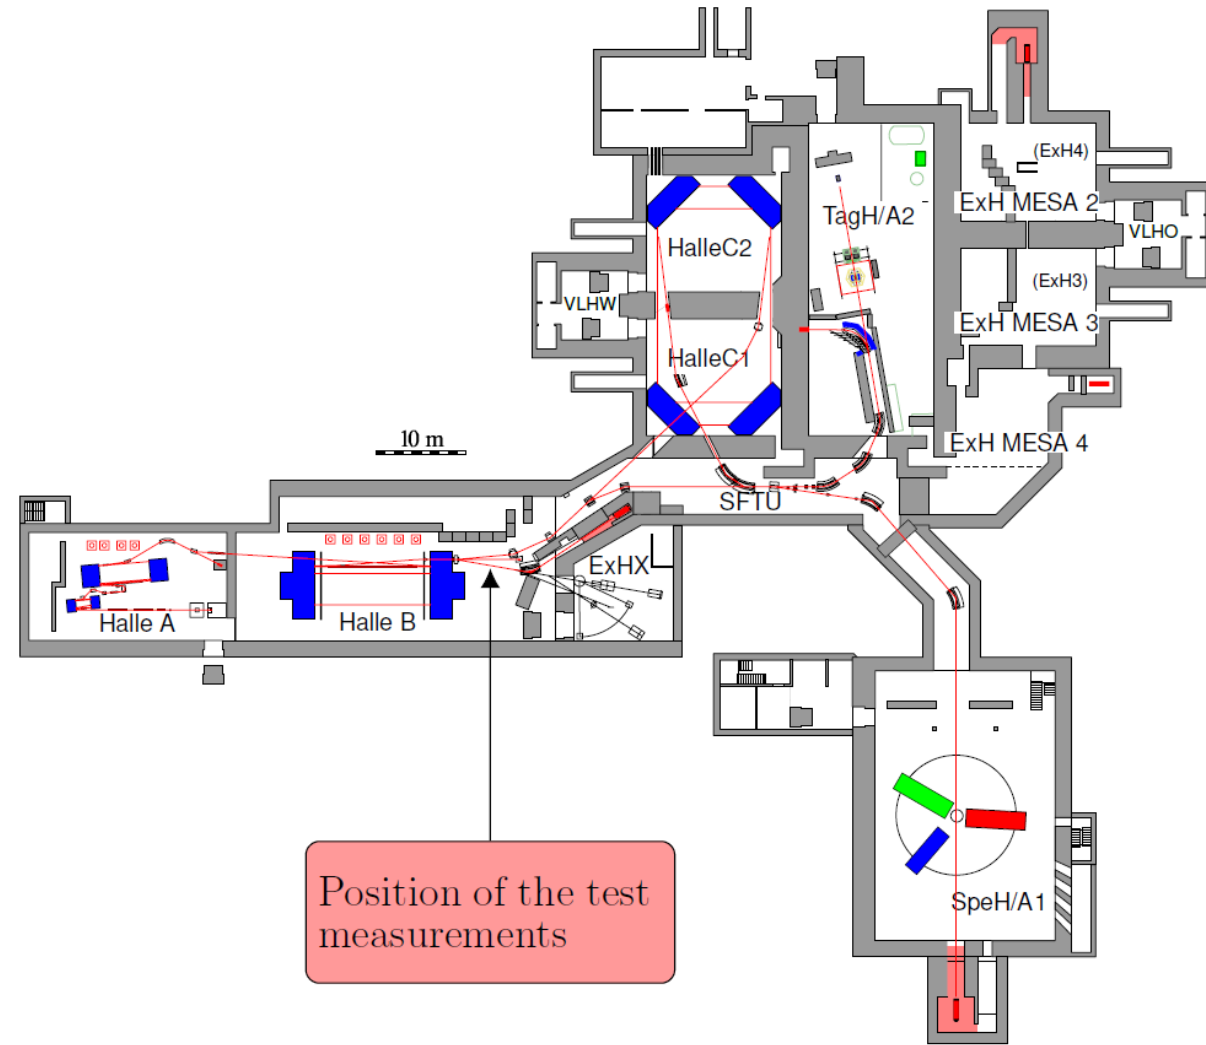 (ExH4)
ExH MESA 2
TagH/A2
VLHO
HalleC2
(ExH3)
VLHW
ExH MESA 3
HalleC1
10 m
ExH MESA 4
SFTU
ExHX
Halle A
Halle B
Position of the test
measurements
SpeH/A1